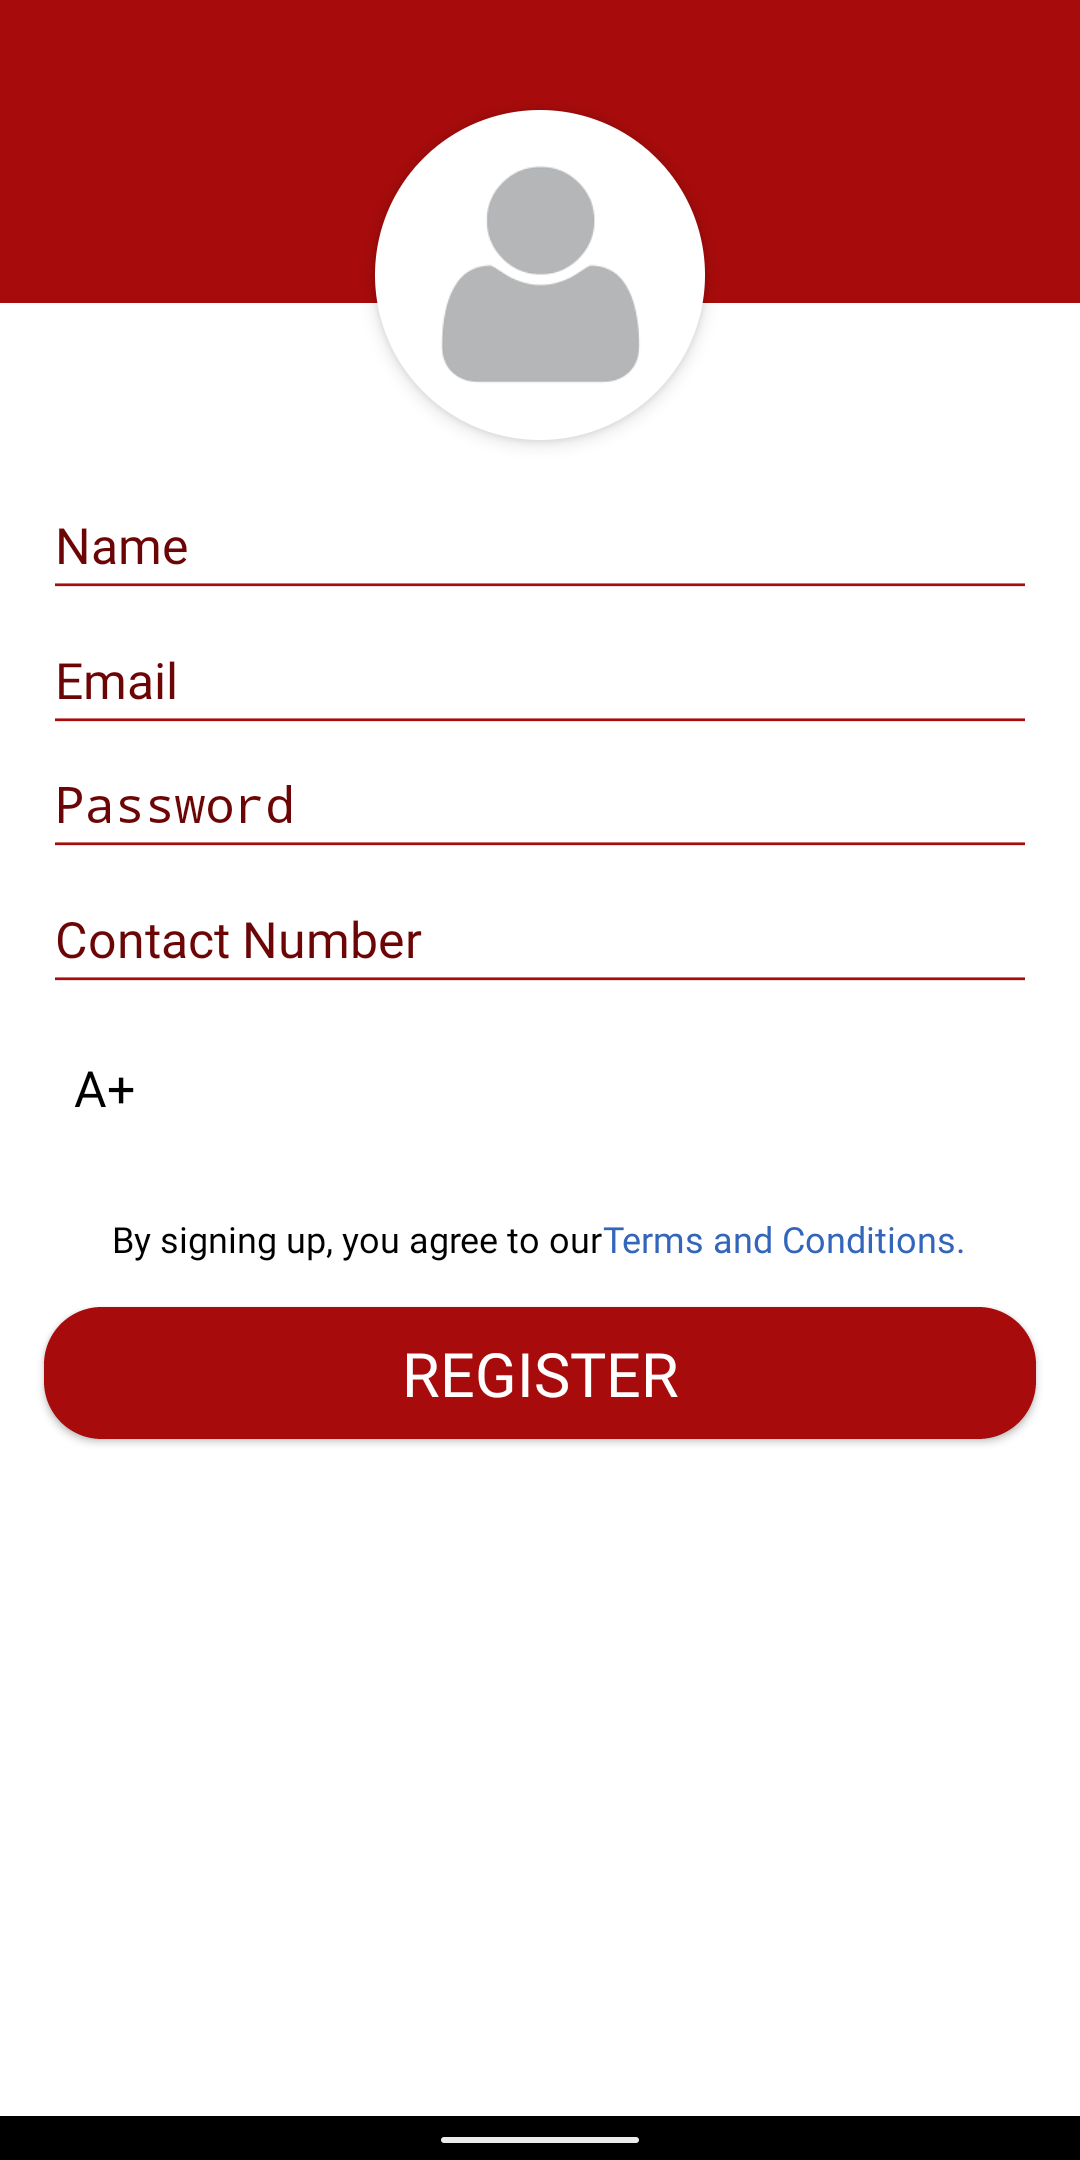 Name
Email
Password
Contact Number
A+
By signing up, you agree to ourTerms and Conditions.
REGISTER